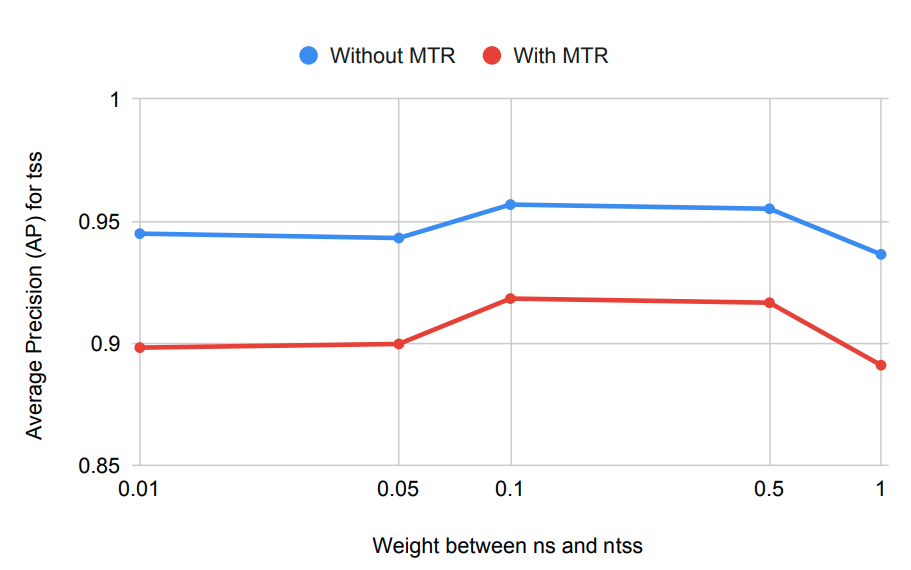 Without MTR With MTR
Average Precision (AP) for tss
1
0.95
0.9
0.85
0.01 0.05 0.1 0.5 1
Weight between ns and ntss